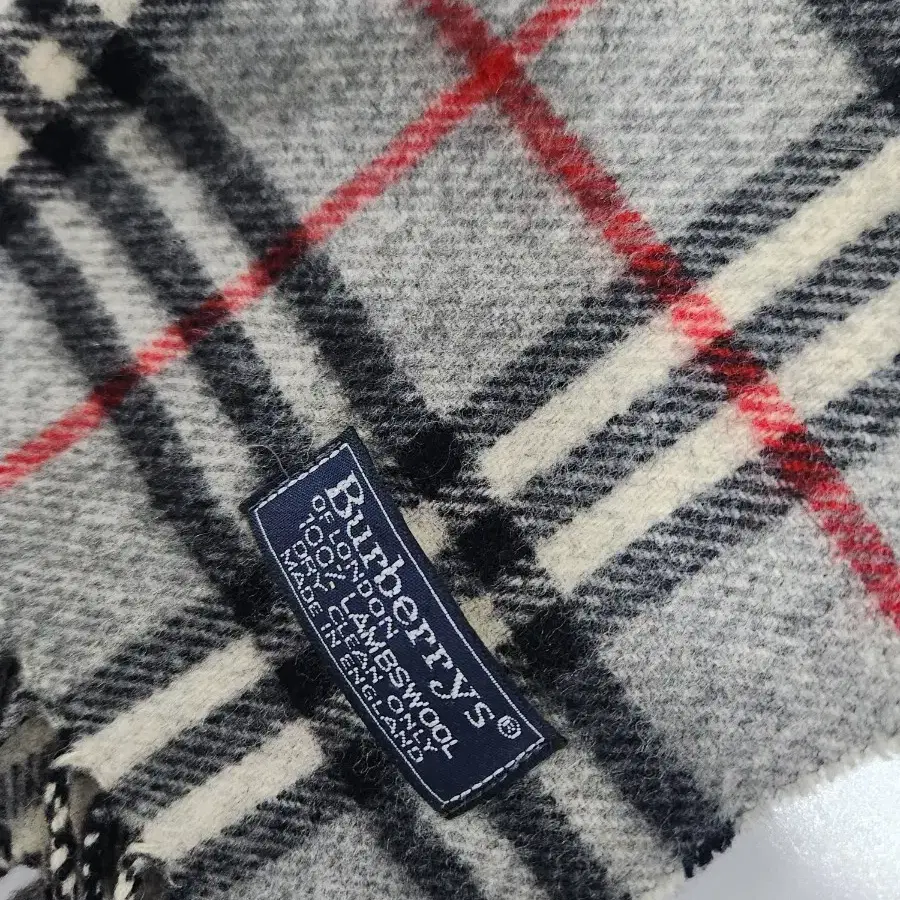 Burberrys®
OF LONDON
100% LAMBSWOOL
DRY CLEAN ONLY
MADE IN ENGLAND